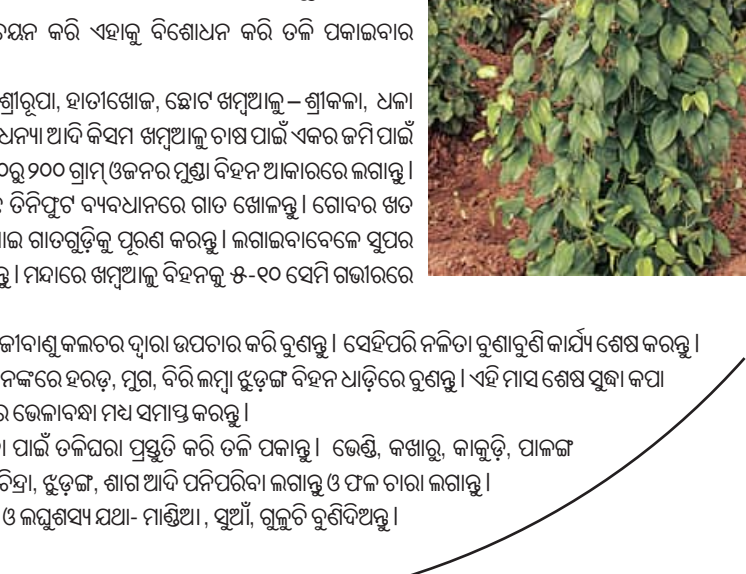 ଚୟନ କରି ଏହାକୁ ବିଶୋଧନ କରି ତଳି ପକାଇବାର
ଶ୍ରୀରୂପା, ହାତୀଖୋଜ, ଛୋଟ ଖମ୍ବଆଳୁ – ଶ୍ରୀକଳା, ଧଳା
ଧନ୍ୟା ଆଦି କିସମ ଖମ୍ବଆଳୁ ଚାଷ ପାଇଁ ଏକର ଜମି ପାଇଁ
୦ରୁ ୨୦୦ ଗ୍ରାମ୍ ଓଜନର ମୁଣ୍ଡା ବିହନ ଆକାରରେ ଲଗାନ୍ତୁ ।
ତିନିଫୁଟ ବ୍ୟବଧାନରେ ଗାତ ଖୋଳନ୍ତୁ । ଗୋବର ଖତ
ଗାତଗୁଡ଼ିକୁ ପୂରଣ କରନ୍ତୁ । ଲଗାଇବାବେଳେ ସୁପର
ନ୍ତୁ । ମନ୍ଦାରେ ଖମ୍ବଆଳୁ ବିହନକୁ ୫-୧୦ ସେମି ଗଭୀରରେ
ଜୀବାଣୁ କଲଚର ଦ୍ୱାରା ଉପଚାର କରି ବୁଣନ୍ତୁ । ସେହିପରି ନଳିତା ବୁଣାବୁଣି କାର୍ଯ୍ୟ ଶେଷ କରନ୍ତୁ ।
ନଙ୍କରେ ହରଡ଼, ମୁଗ, ବିରି ଲମ୍ବା ଝୁଡ଼ଙ୍ଗ ବିହନ ଧାଡ଼ିରେ ବୁଣନ୍ତୁ । ଏହି ମାସ ଶେଷ ସୁଦ୍ଧା କପା
ଭେଳାବନ୍ଧା ମଧ୍ୟ ସମାପ୍ତ କରନ୍ତୁ ।
ପାଇଁ ତଳିଘରା ପ୍ରସ୍ତୁତି କରି ତଳି ପକାନ୍ତୁ । ଭେଣ୍ଡି, କଖାରୁ, କାକୁଡ଼ି, ପାଳଙ୍ଗ
ଚିନ୍ଦ୍ରା, ଝୁଡ଼ଙ୍ଗ, ଶାଗ ଆଦି ପନିପରିବା ଲଗାନ୍ତୁ ଓ ଫଳ ଚାରା ଲଗାନ୍ତୁ ।
ଓ ଲଘୁଶସ୍ୟ ଯଥା- ମାଣ୍ଡିଆ , ସୁଆଁ, ଗୁଳୁଚି ବୁଣିଦିଅନ୍ତୁ ।